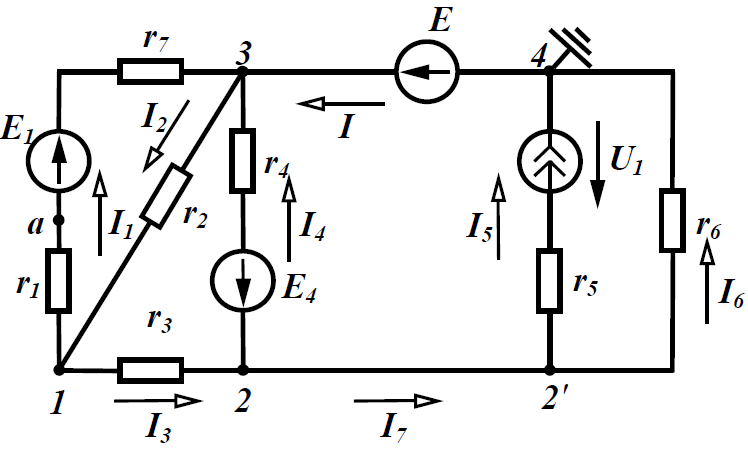 r7 3 E 4
E1 I2 I r4 U1
a I1 r2 I4 I5 r6
r1 E4 r5 I6
r3
1 2 2'
I3 I7